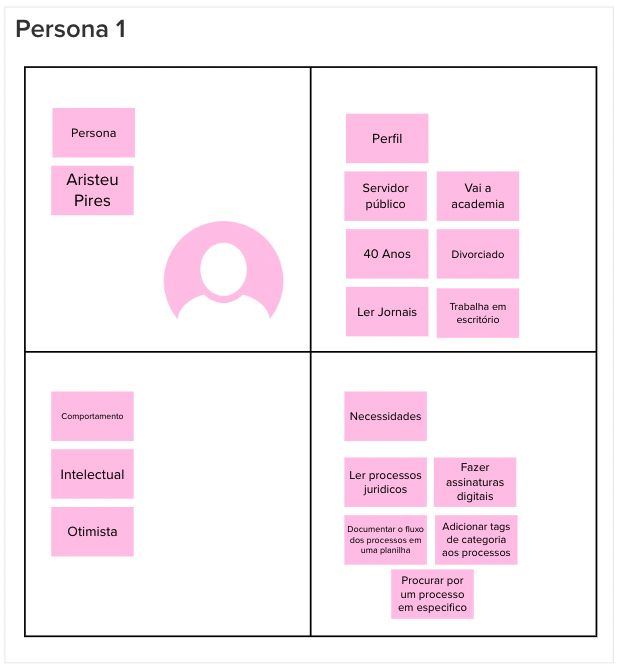 Persona 1
Persona
Aristeu
Pires
Perfil
Servidor
público
Vai a
academia
40 Anos
Divorciado
Ler Jornais
Trabalha em
escritório
Comportamento
Intelectual
Otimista
Necessidades
Ler processos
juridicos
Fazer
assinaturas
digitais
Documentar o fluxo
dos processos em
uma planilha
Adicionar tags
de categoria
aos processos
Procurar por
um processo
em especifico